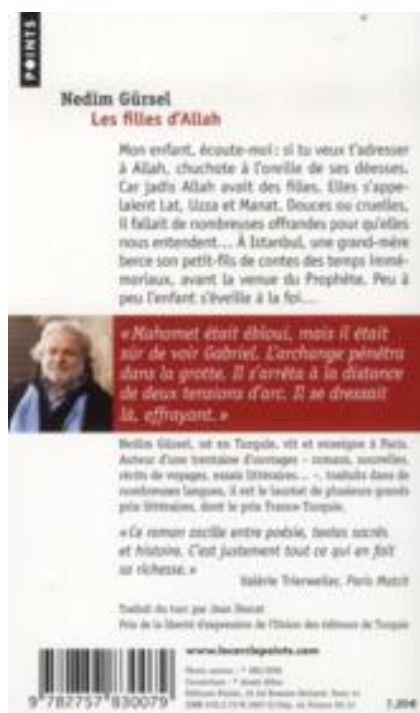 POINTS
Nedim Gürsel
Les filles d'Allah
Mon enfant, écoute-moi : si tu veux t'adresser
à Allah, chuchote à l'oreille de ses déesses.
Car jadis Allah avait des filles. Elles s'appe-
laient Lat, Uzza et Manat. Douces ou cruelles,
il fallait de nombreuses offrandes pour qu'elles
nous entendent... À Istanbul, une grand-mère
berce son petit-fils de contes des temps immé-
moriaux, avant la venue du Prophète. Peu à
peu l'enfant s'éveille à la foi...
« Mahomet était ébloui, mais il était
sûr de voir Gabriel. L'archange pénétra
dans la grotte. Il s'arrêta à la distance
de deux tensions d'arc. Il se dressait
là, effrayant. »
Nedim Gürsel, né en Turquie, vit et enseigne à Paris.
Auteur d'une trentaine d'ouvrages – romans, nouvelles,
récits de voyages, essais littéraires... –, traduits dans de
nombreuses langues, il est le lauréat de plusieurs grands
prix littéraires, dont le prix France-Turquie.
« Ce roman oscille entre poésie, textes sacrés
et histoire. C'est justement tout ce qui en fait
sa richesse. »
Valérie Trierweiler, Paris Match
Traduit du turc par Jean
Prix de la liberté d'expression de l'Union des éditeurs de Turquie
www.lecerclepoints.com
9 782757 830079